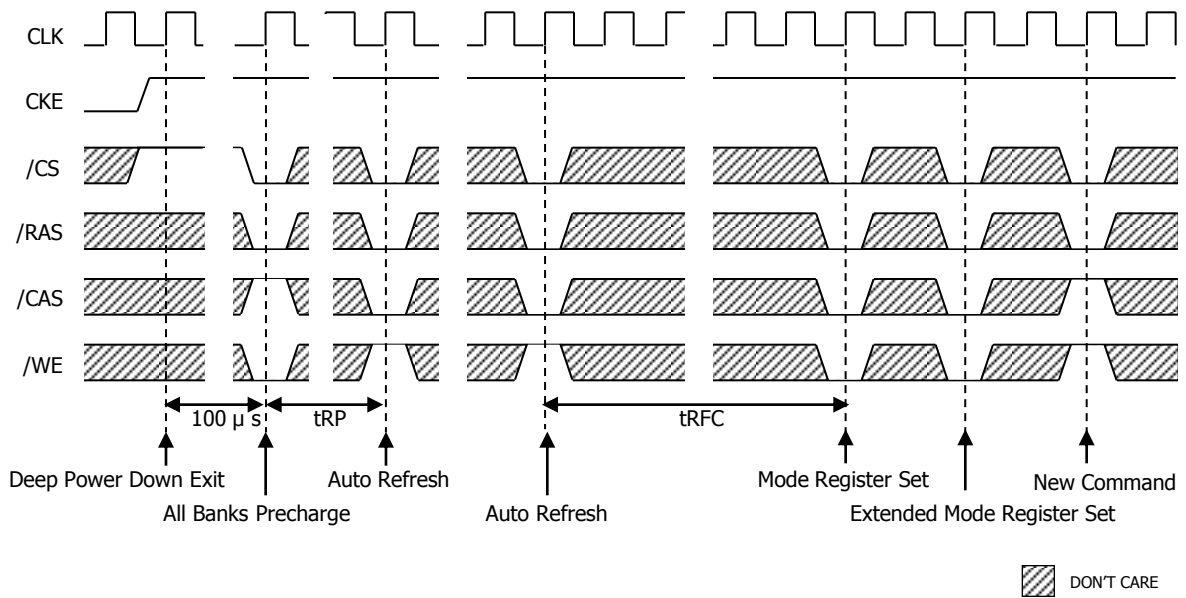 CLK
CKE
/CS
/RAS
/CAS
/WE
100 μ s
tRP
tRFC
Deep Power Down Exit
Auto Refresh
Mode Register Set
New Command
All Banks Precharge
Auto Refresh
Extended Mode Register Set
DON'T CARE